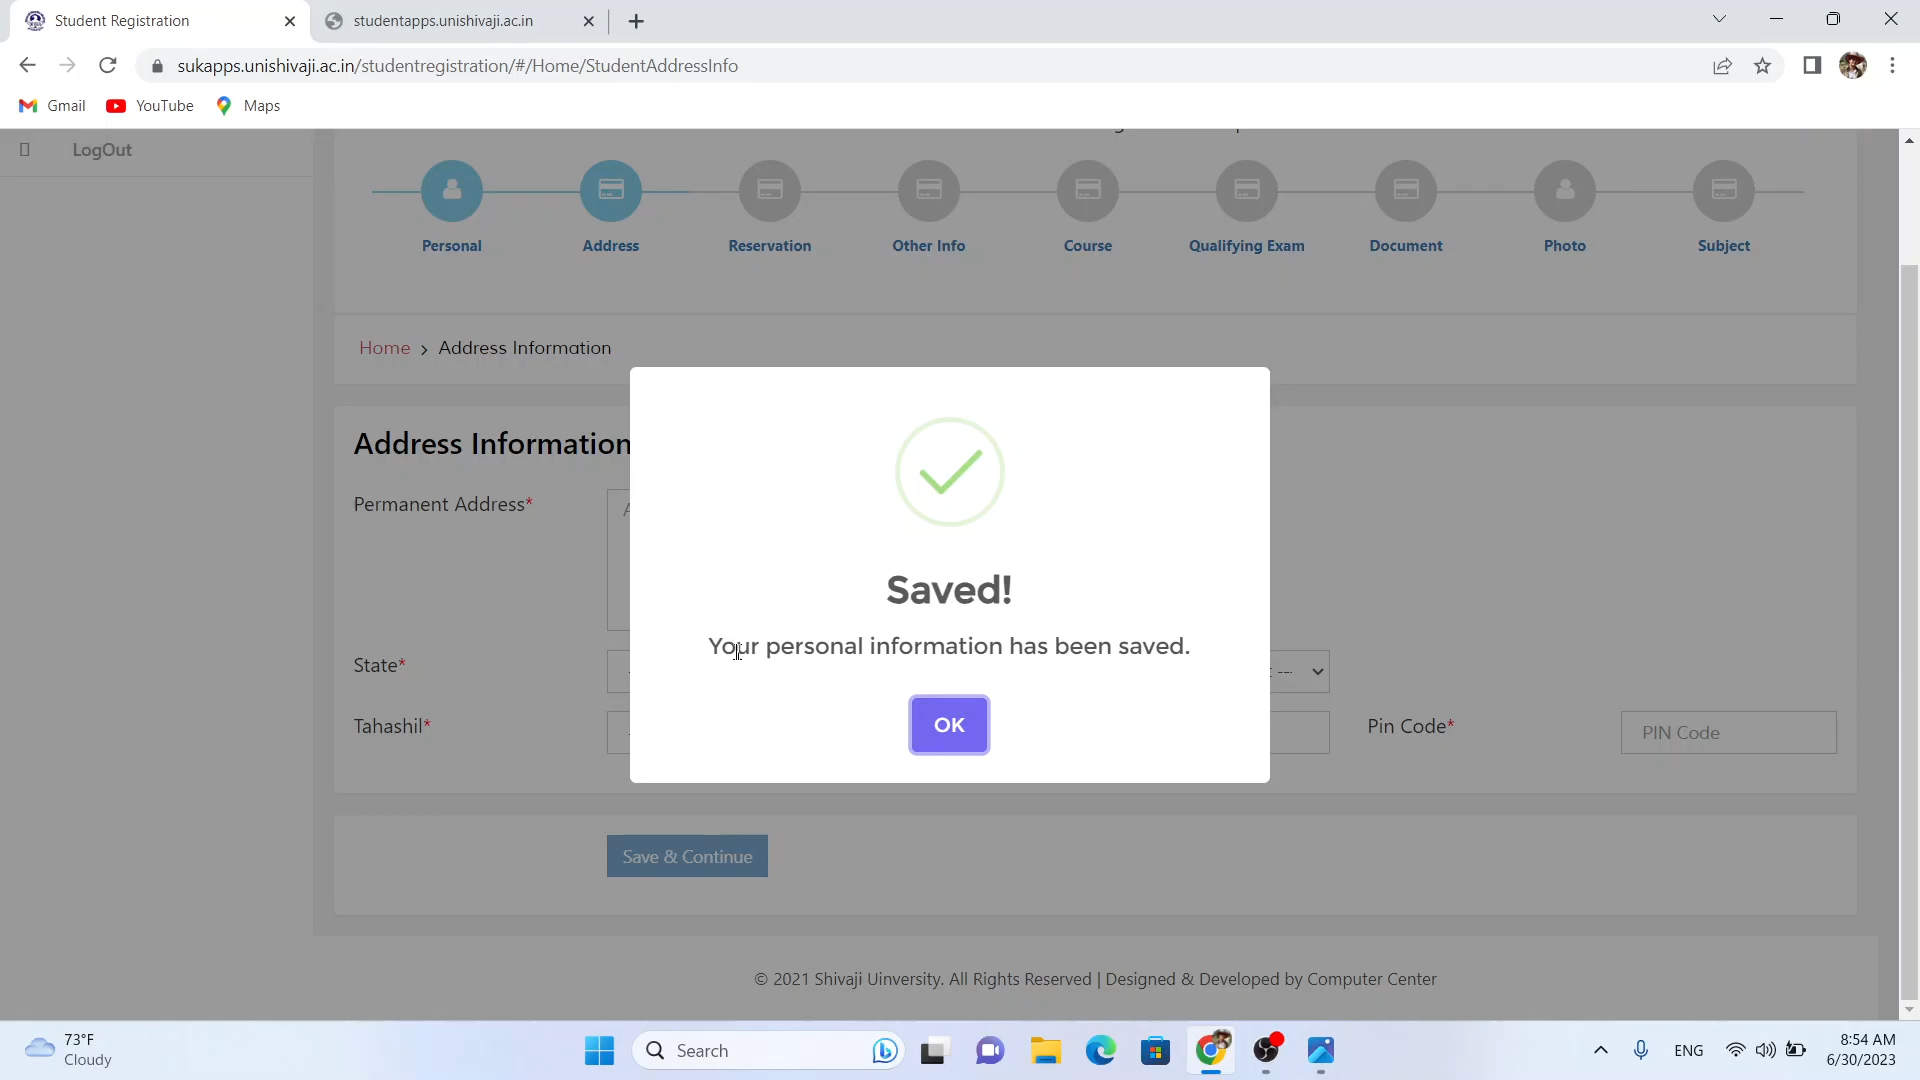 Student Registration
studentapps.unishivaji.ac.in
sukapps.unishivaji.ac.in/studentregistration/#/Home/StudentAddressInfo
Gmail YouTube Maps
LogOut
Personal Address Reservation Other Info Course Qualifying Exam Document Photo Subject
Home > Address Information
Address Information
Permanent Address*
Saved!
Your personal information has been saved.
OK
State*
Tahashil*
Pin Code*
PIN Code
Save & Continue
© 2021 Shivaji Uinversity. All Rights Reserved | Designed & Developed by Computer Center
73°F
Cloudy
Search
ENG
8:54 AM
6/30/2023